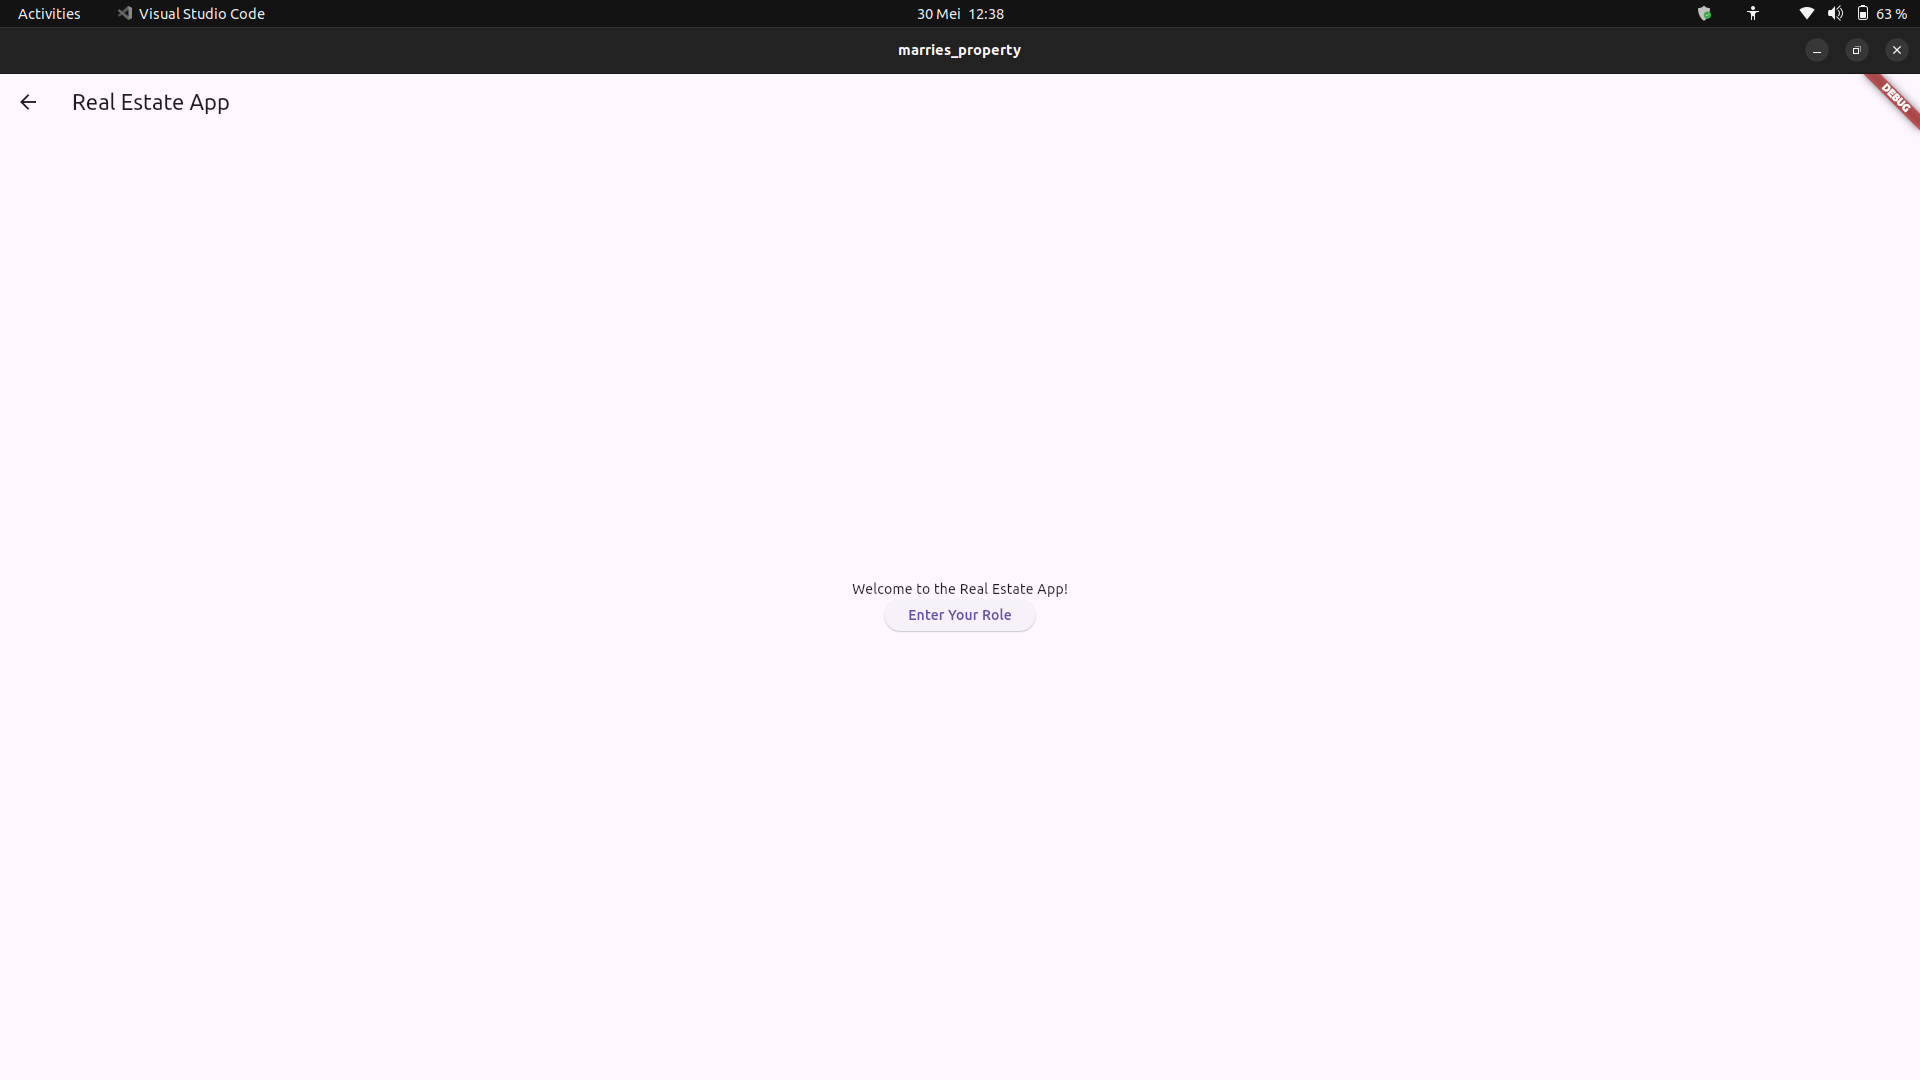 Activities Visual Studio Code 30 Mei 12:38 63 %
marries_property
Real Estate App
DEBUG
Welcome to the Real Estate App!
Enter Your Role